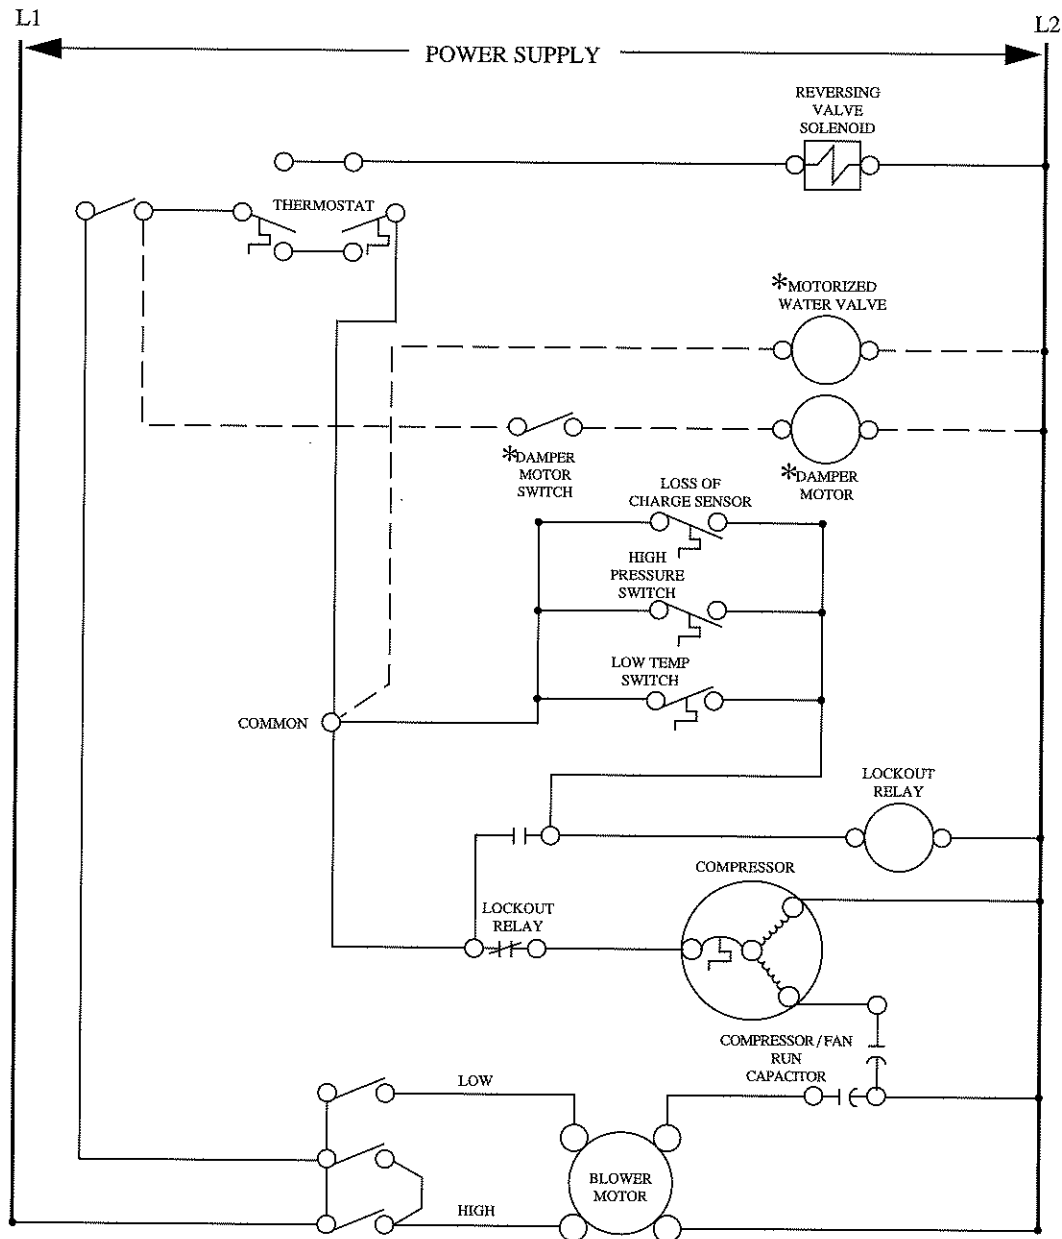 L1
L2
POWER SUPPLY
REVERSING
VALVE
SOLENOID
THERMOSTAT
*MOTORIZED
WATER VALVE
*DAMPER
MOTOR
SWITCH
*DAMPER
MOTOR
LOSS OF
CHARGE SENSOR
HIGH
PRESSURE
SWITCH
LOW TEMP
SWITCH
COMMON
LOCKOUT
RELAY
COMPRESSOR
LOCKOUT
RELAY
COMPRESSOR / FAN
RUN
CAPACITOR
LOW
BLOWER
MOTOR
HIGH